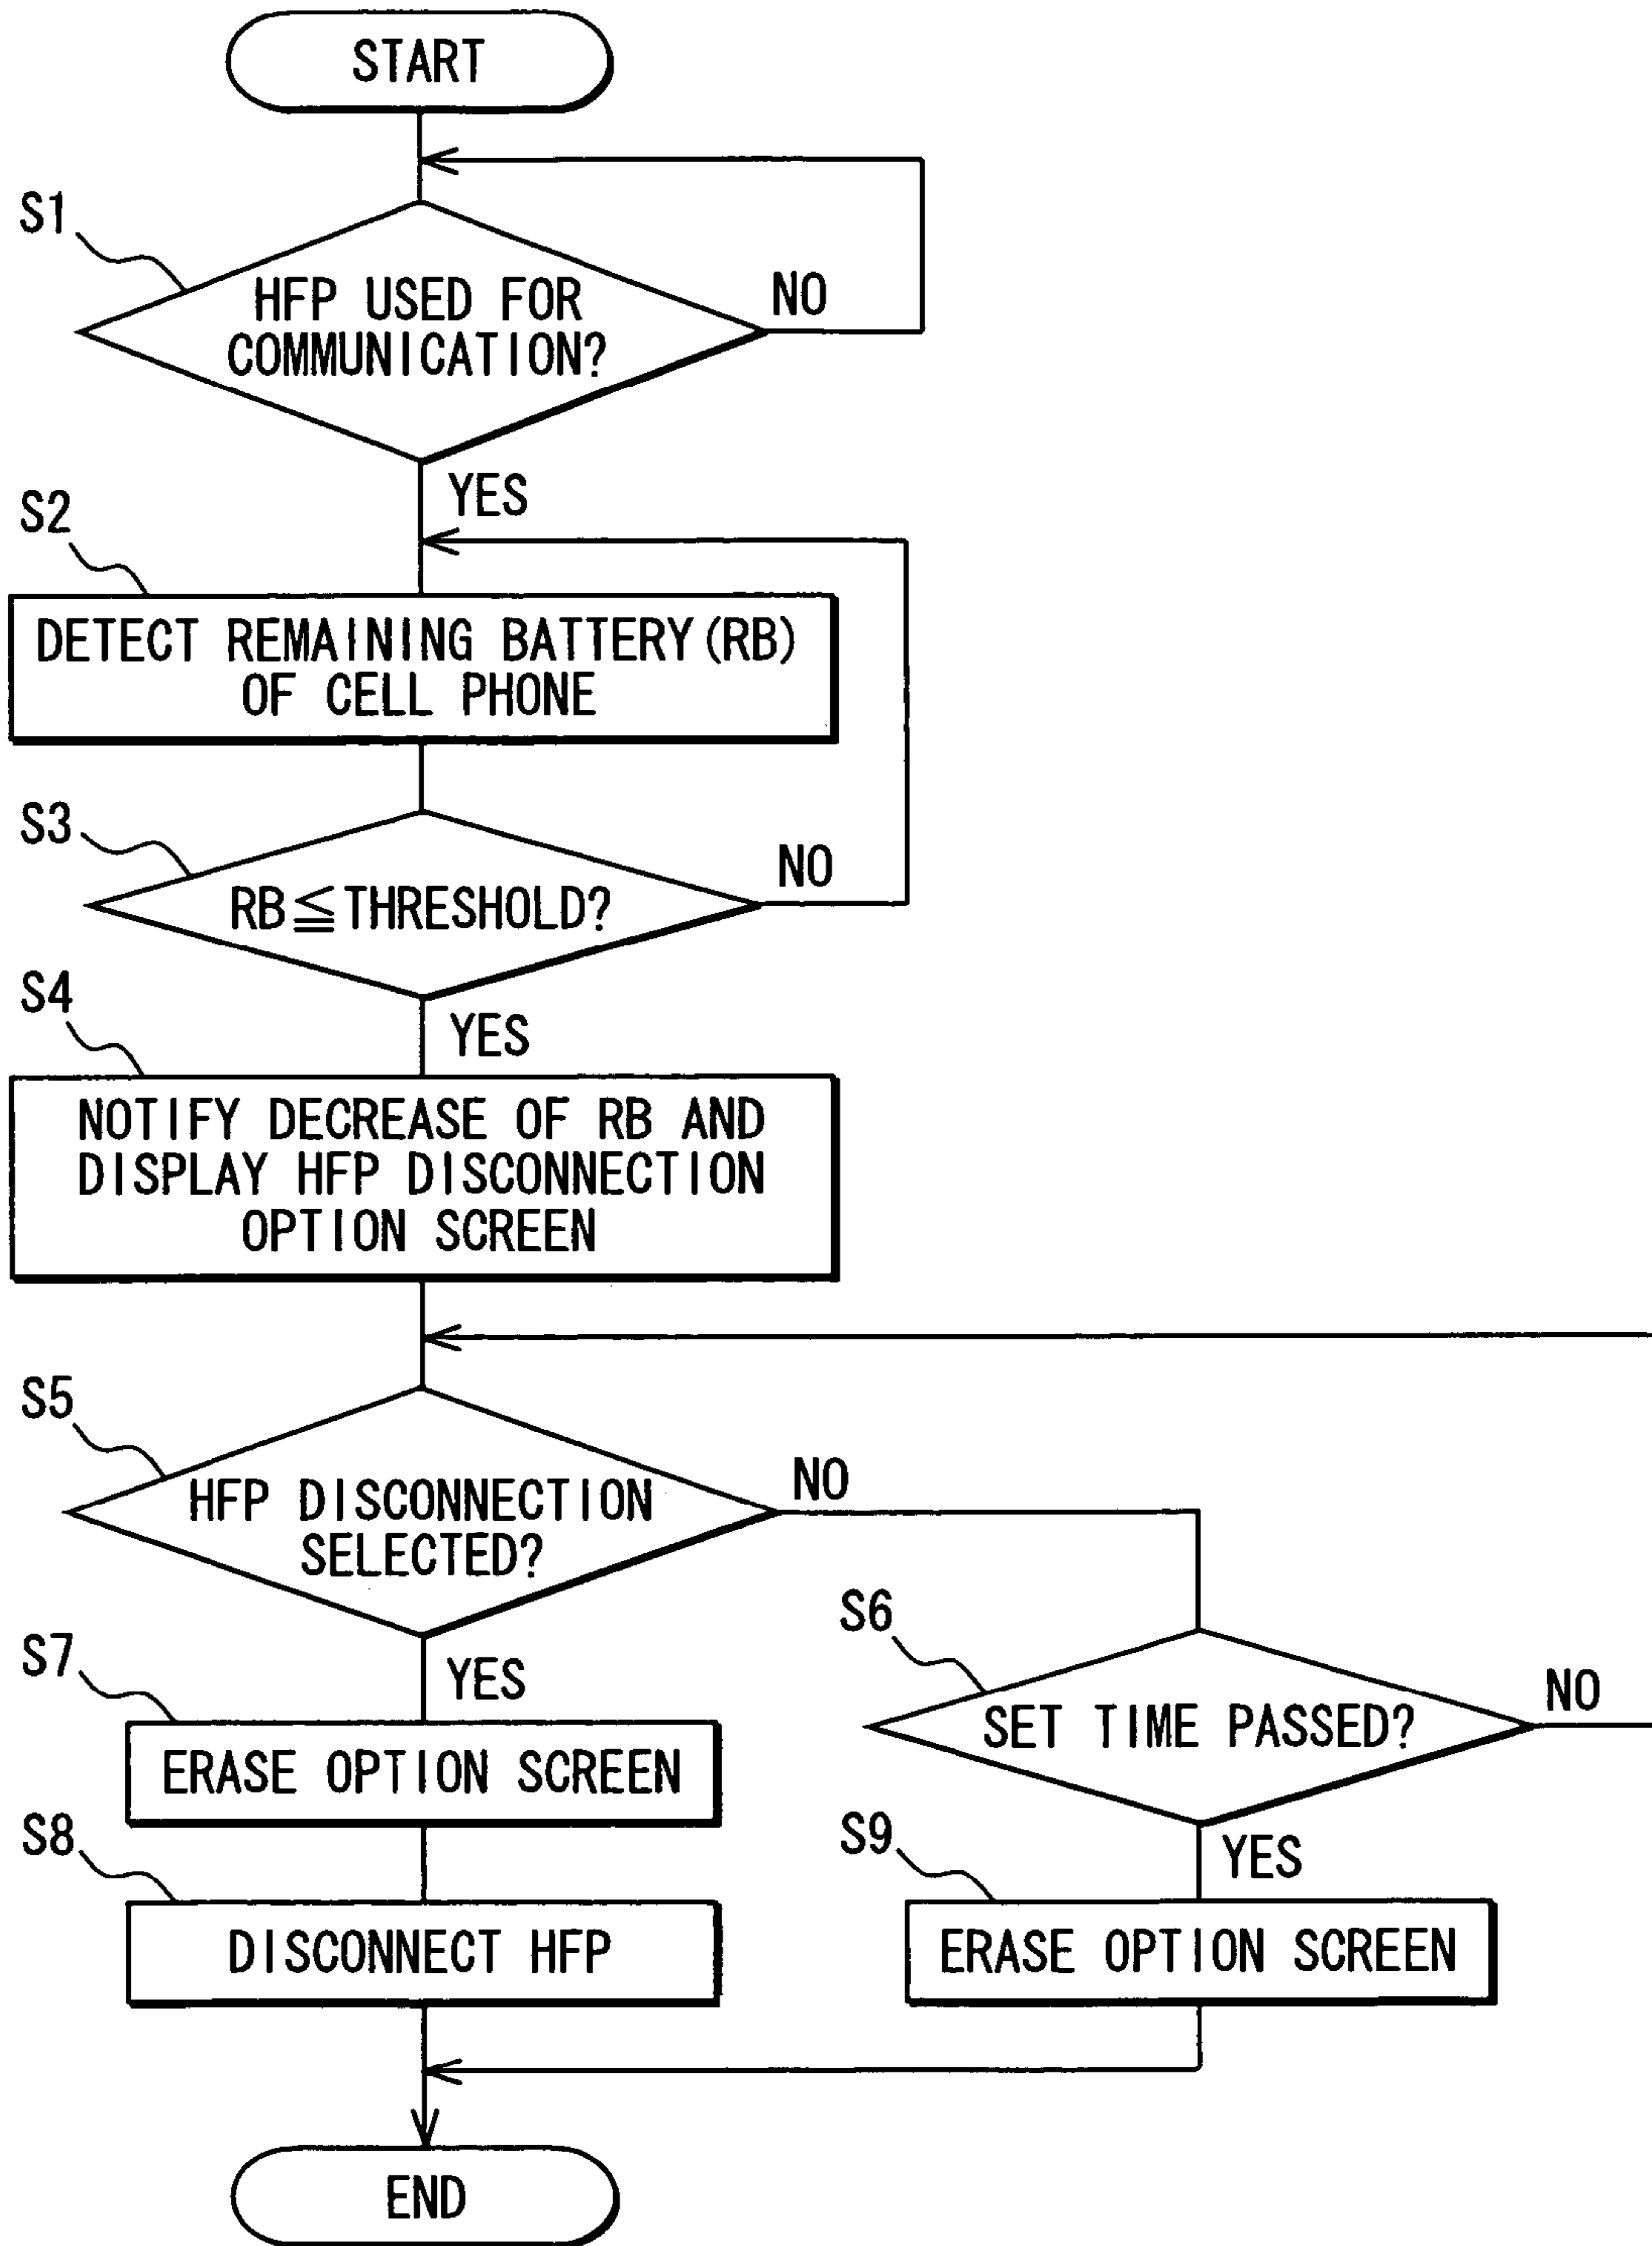 START
S1
HFP USED FOR
COMMUNICATION?
NO
YES
S2
DETECT REMAINING BATTERY(RB)
OF CELL PHONE
S3
RB≦THRESHOLD?
NO
S4
YES
NOTIFY DECREASE OF RB AND
DISPLAY HFP DISCONNECTION
OPTION SCREEN
S5
HFP DISCONNECTION
SELECTED?
NO
S6
SET TIME PASSED?
NO
S7
YES
ERASE OPTION SCREEN
S8
DISCONNECT HFP
S9
YES
ERASE OPTION SCREEN
END